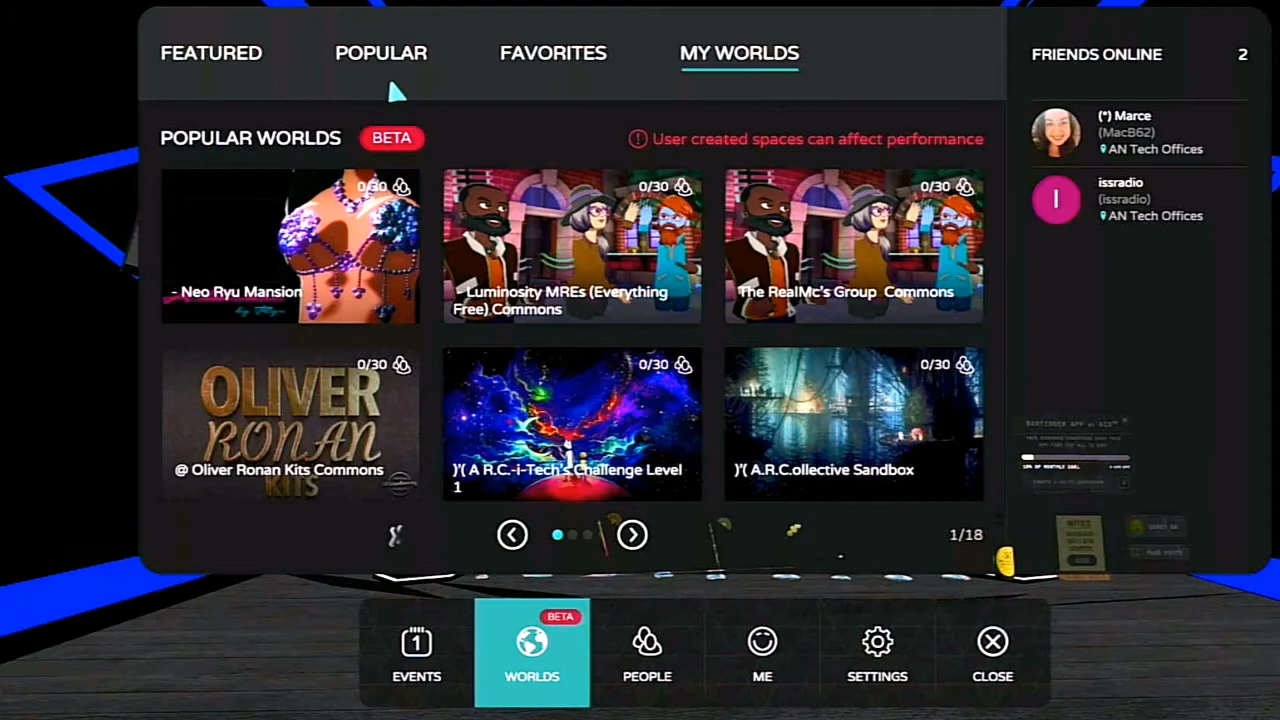 FEATURED
POPULAR
FAVORITES
MY WORLDS
FRIENDS ONLINE
2
POPULAR WORLDS
BETA
User created spaces can affect performance
(*) Marce
(MacB62)
AN Tech Offices
I
issradio
(issradio)
AN Tech Offices
0/30
- Neo Ryu Mansion
0/30
- Luminosity MREs (Everything
Free) Commons
0/30
The RealMc's Group Commons
0/30
OLIVER
RONAN
KITS
@ Oliver Ronan Kits Commons
0/30
)'( A R.C.-i-Tech's Challenge Level
1
0/30
)'( A.R.C.ollective Sandbox
1/18
1
EVENTS
BETA
WORLDS
PEOPLE
ME
SETTINGS
CLOSE